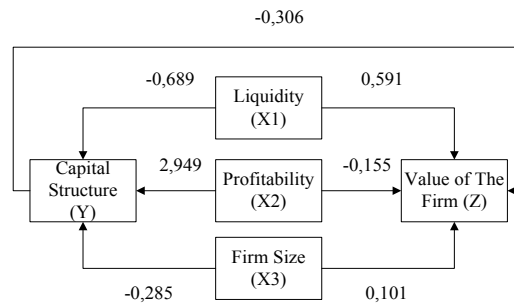 -0,306
-0,689
0,591
Liquidity
(X1)
Capital
Structure
(Y)
2,949
Profitability
(X2)
-0,155
Value of The
Firm (Z)
Firm Size
(X3)
-0,285
0,101